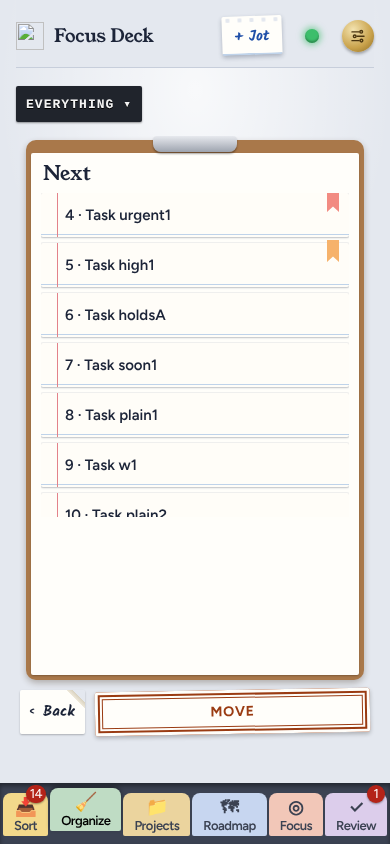 Focus Deck
+ Jot
EVERYTHING ▾
Next
4 · Task urgent1
5 · Task high1
6 · Task holdsA
7 · Task soon1
8 · Task plain1
9 · Task w1
10 · Task plain2
‹ Back
MOVE
14
1
Sort
Organize
Projects
Roadmap
Focus
Review